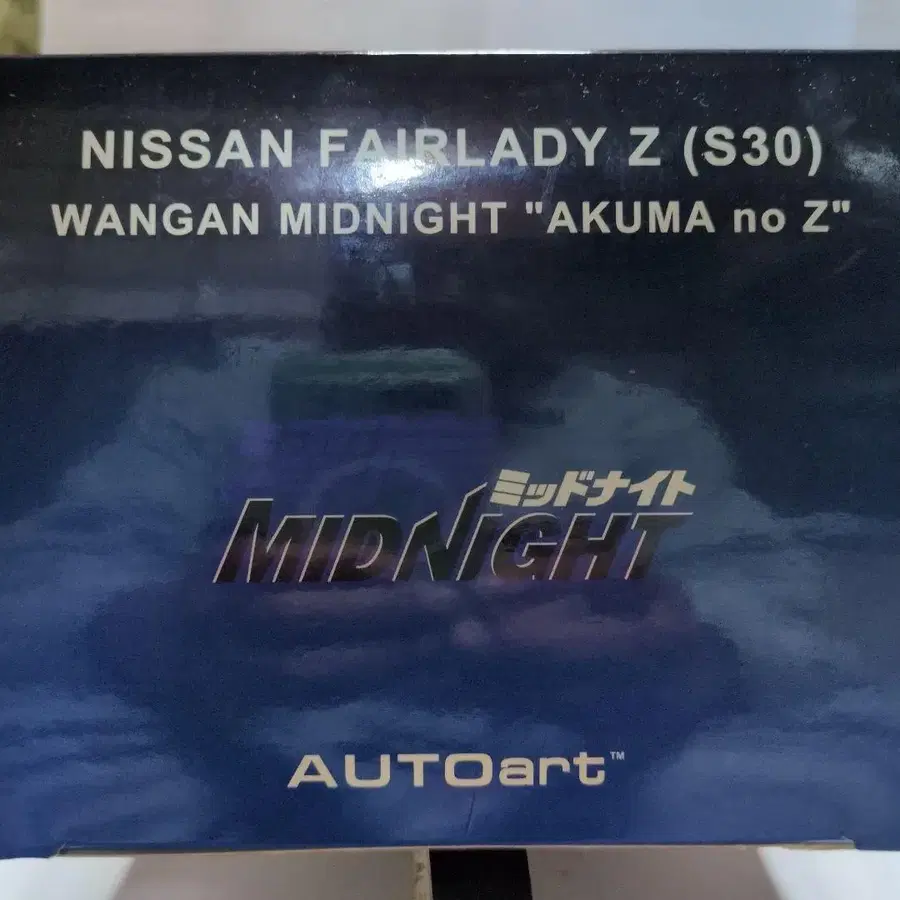 NISSAN FAIRLADY Z (S30)
WANGAN MIDNIGHT "AKUMA no Z"
ミッドナイト
MIDNIGHT
AUTOart™